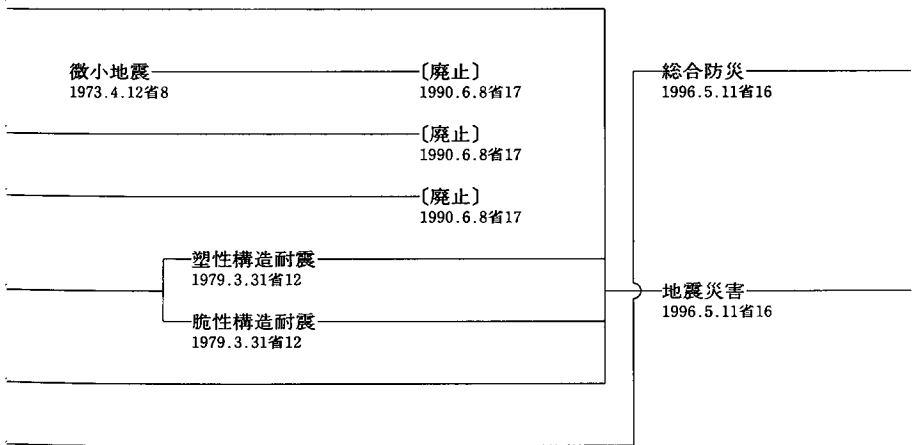 微小地震
1973.4.12省8
〔廃止〕
1990.6.8省17
総合防災
1996.5.11省16
〔廃止〕
1990.6.8省17
〔廃止〕
1990.6.8省17
塑性構造耐震
1979.3.31省12
地震災害
1996.5.11省16
脆性構造耐震
1979.3.31省12